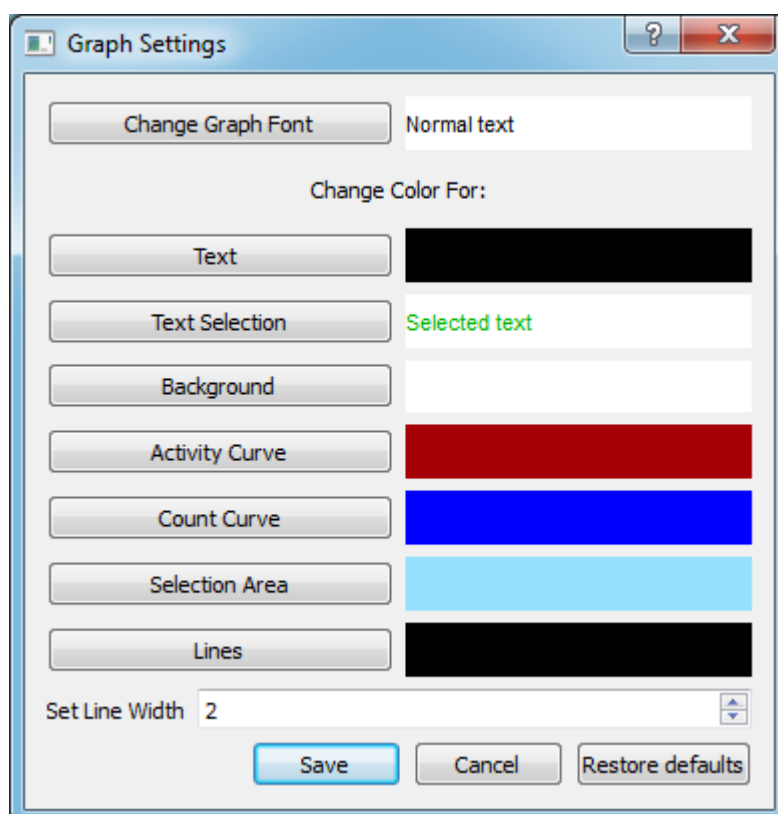 Graph Settings
Change Graph Font Normal text
Change Color For:
Text
Text Selection Selected text
Background
Activity Curve
Count Curve
Selection Area
Lines
Set Line Width 2
Save Cancel Restore defaults